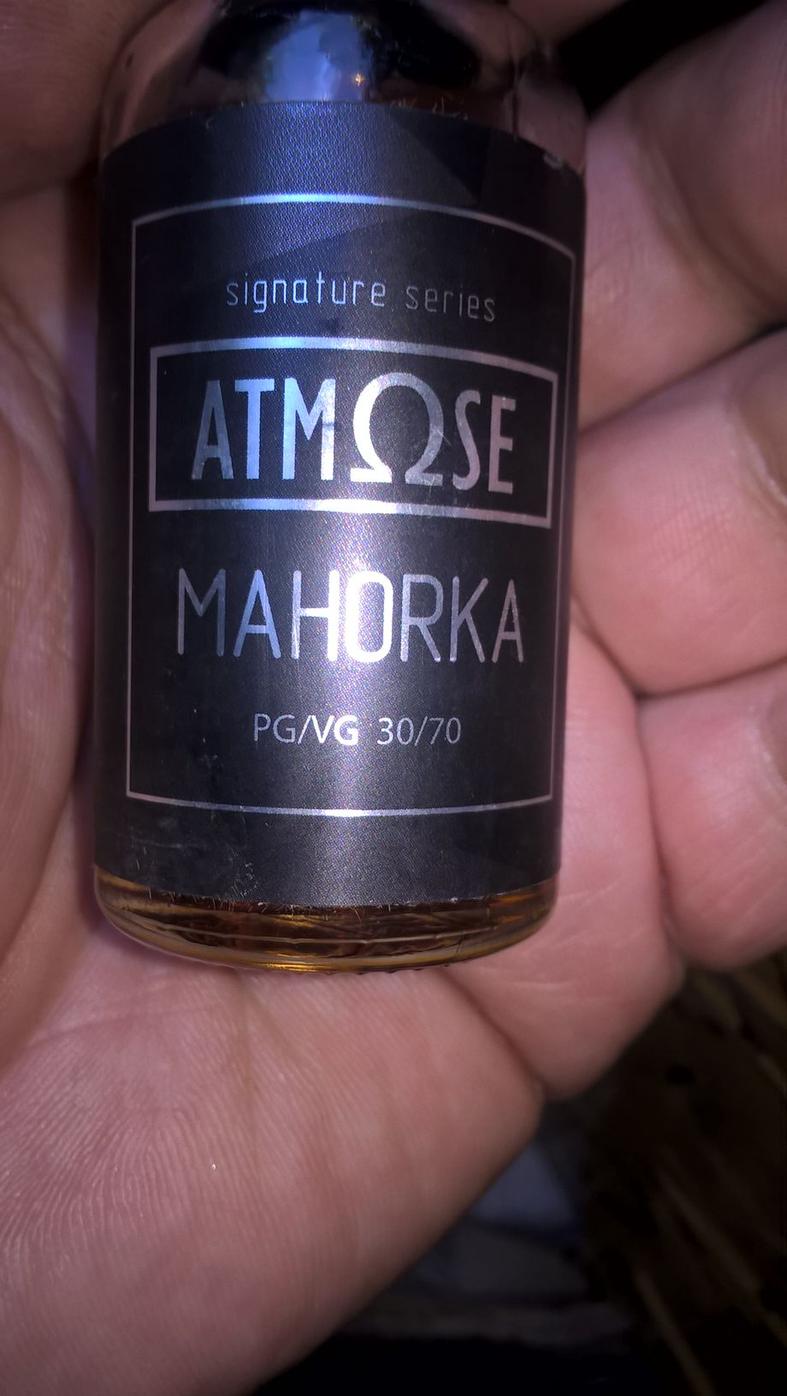 signature series
ATMΩSE
MAHORKA
PG/VG 30/70